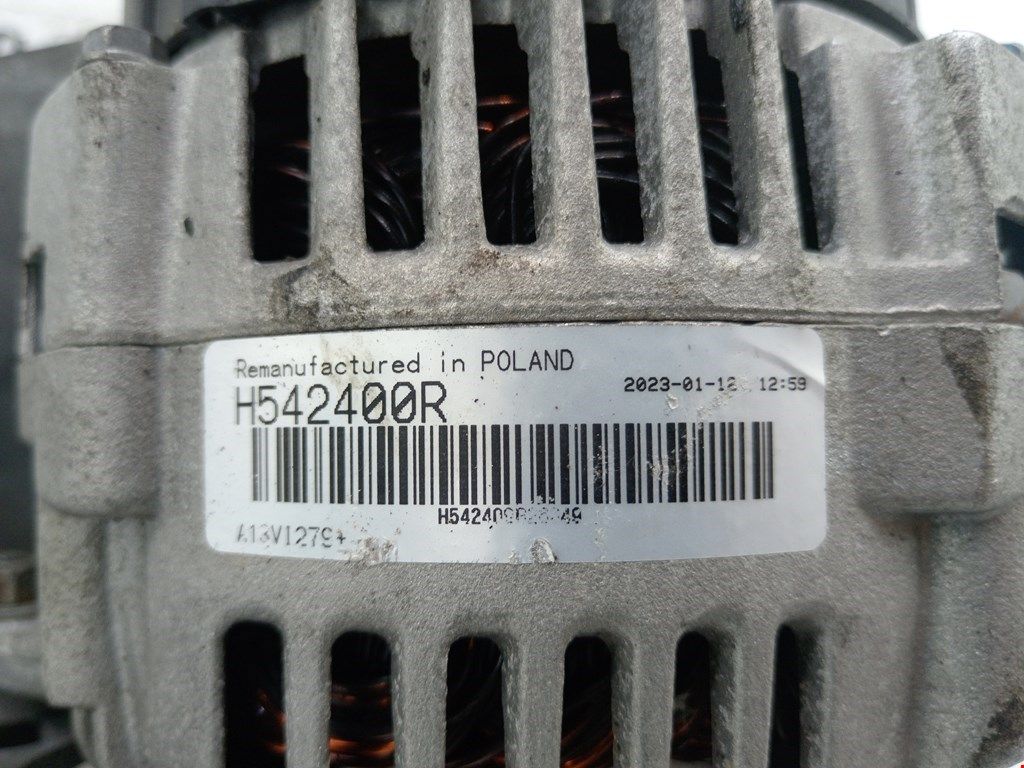 Remanufactured in POLAND
H542400R
2023-01-12 12:59